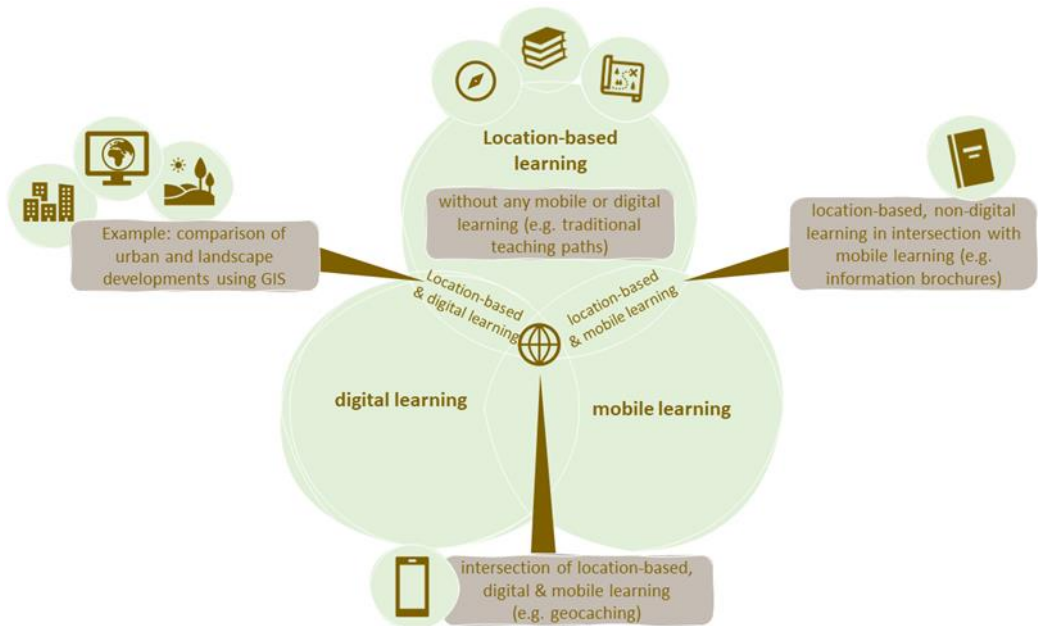 Location-based
learning
without any mobile or digital
learning (e.g. traditional
teaching paths)
Example: comparison of
urban and landscape
developments using GIS
location-based, non-digital
learning in intersection with
mobile learning (e.g.
information brochures)
Location-based
& digital learning
location-based
& mobile learning
digital learning
mobile learning
intersection of location-based,
digital & mobile learning
(e.g. geocaching)